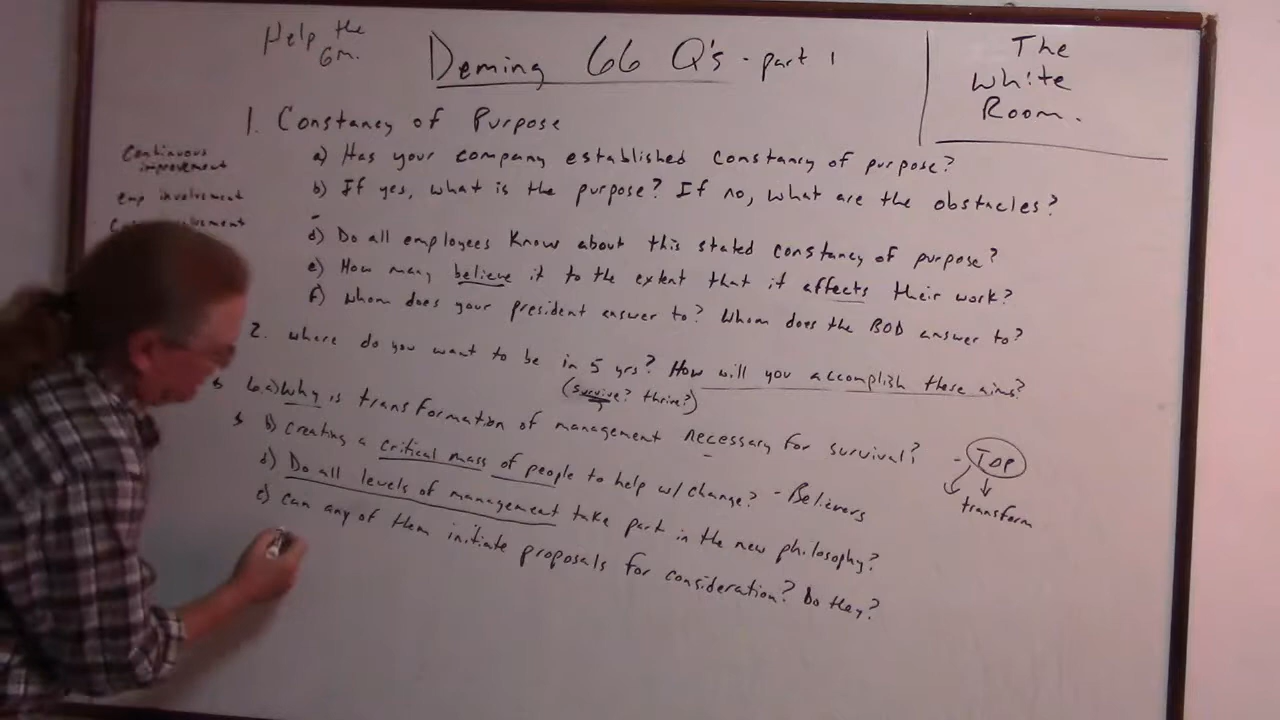 Help the
Gm.
Deming 66 Q's - part 1
The
White
Room.
1. Constancy of Purpose
Continuous
improvement
emp involvement
a) Has your company established constancy of purpose?
b) If yes, what is the purpose? If no, what are the obstacles?
d) Do all employees know about this stated constancy of purpose?
e) How many believe it to the extent that it affects their work?
f) whom does your president answer to? Whom does the BOD answer to?
2. where do you want to be in 5 yrs? How will you accomplish these aims?
(survive? thrive?)
6.a) Why is transformation of management necessary for survival?
b) creating a critical mass of people to help w/ change? - Believers
- TOP
transform
d) Do all levels of management take part in the new philosophy?
e) can any of them initiate proposals for consideration? Do they?